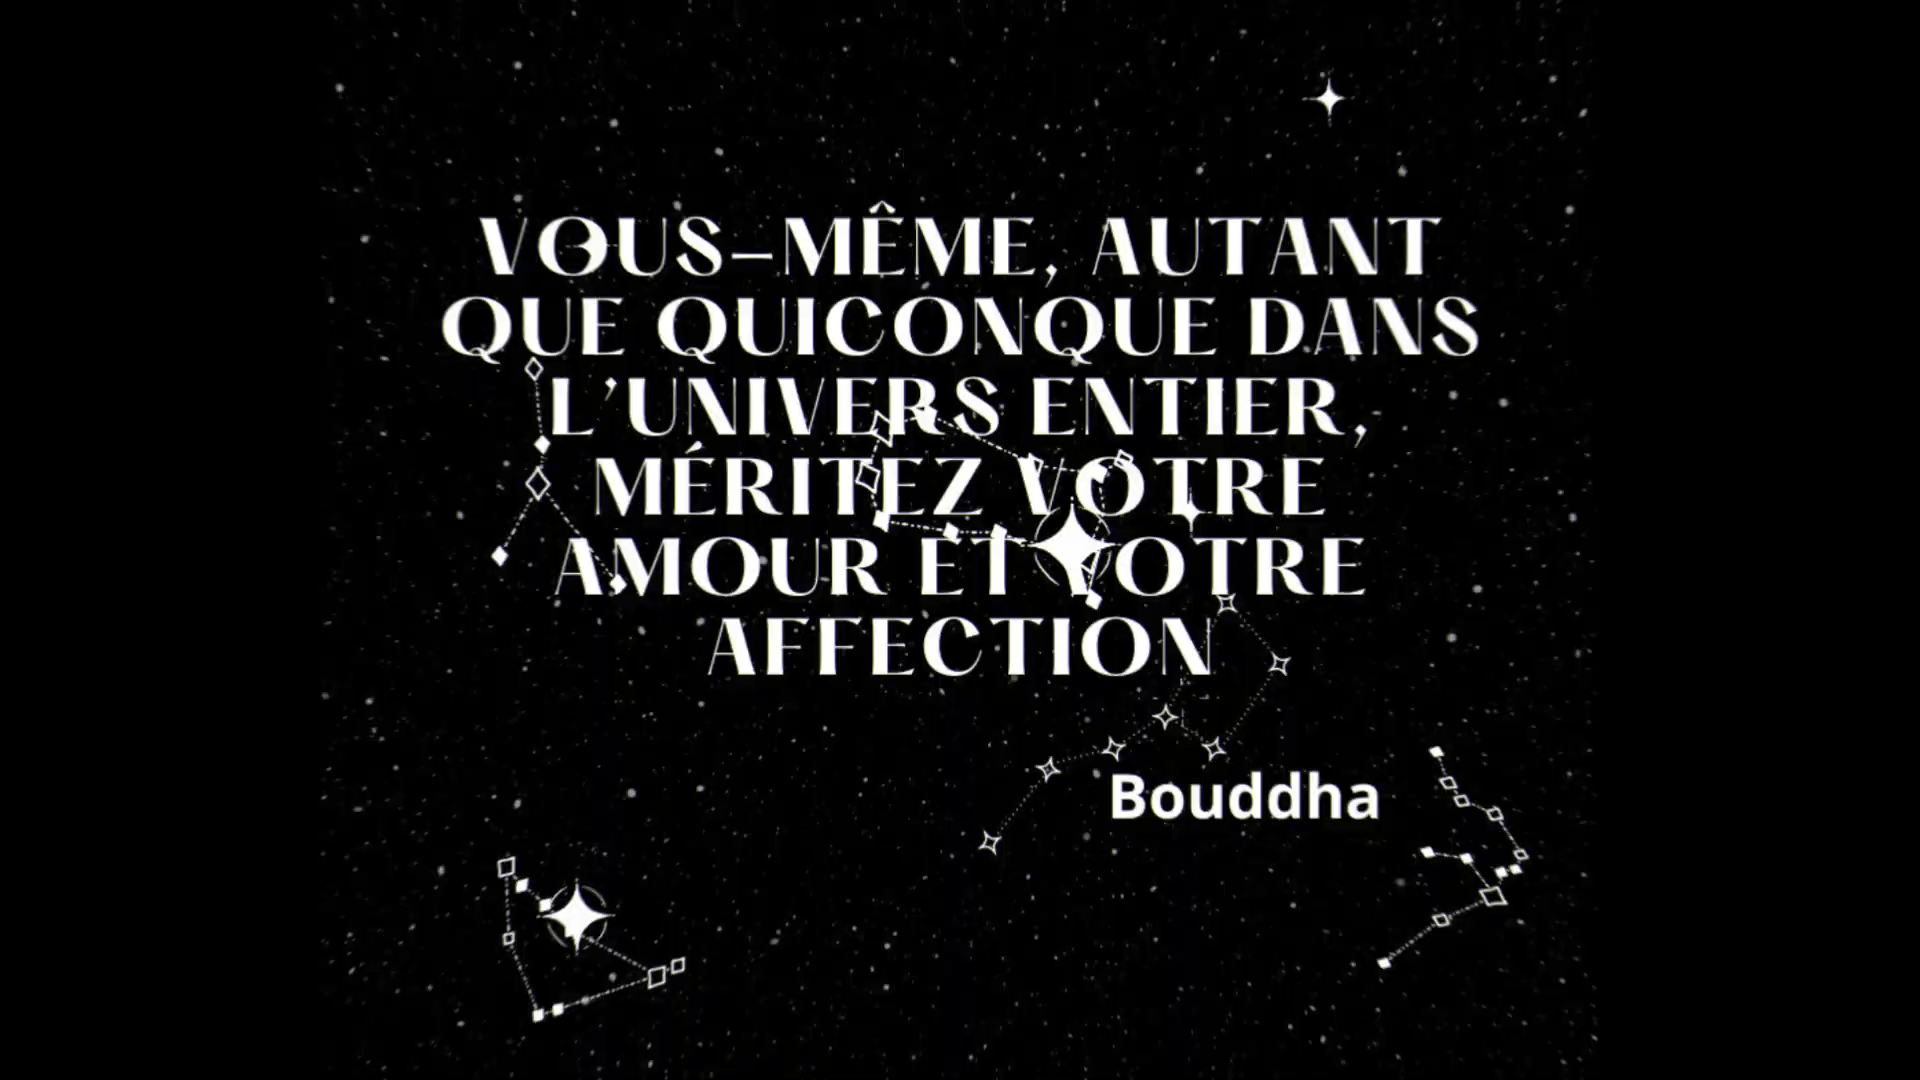 VOUS-MÊME, AUTANT
QUE QUICONQUE DANS
L'UNIVERS ENTIER,
MÉRITEZ VOTRE
AMOUR ET VOTRE
AFFECTION
Bouddha